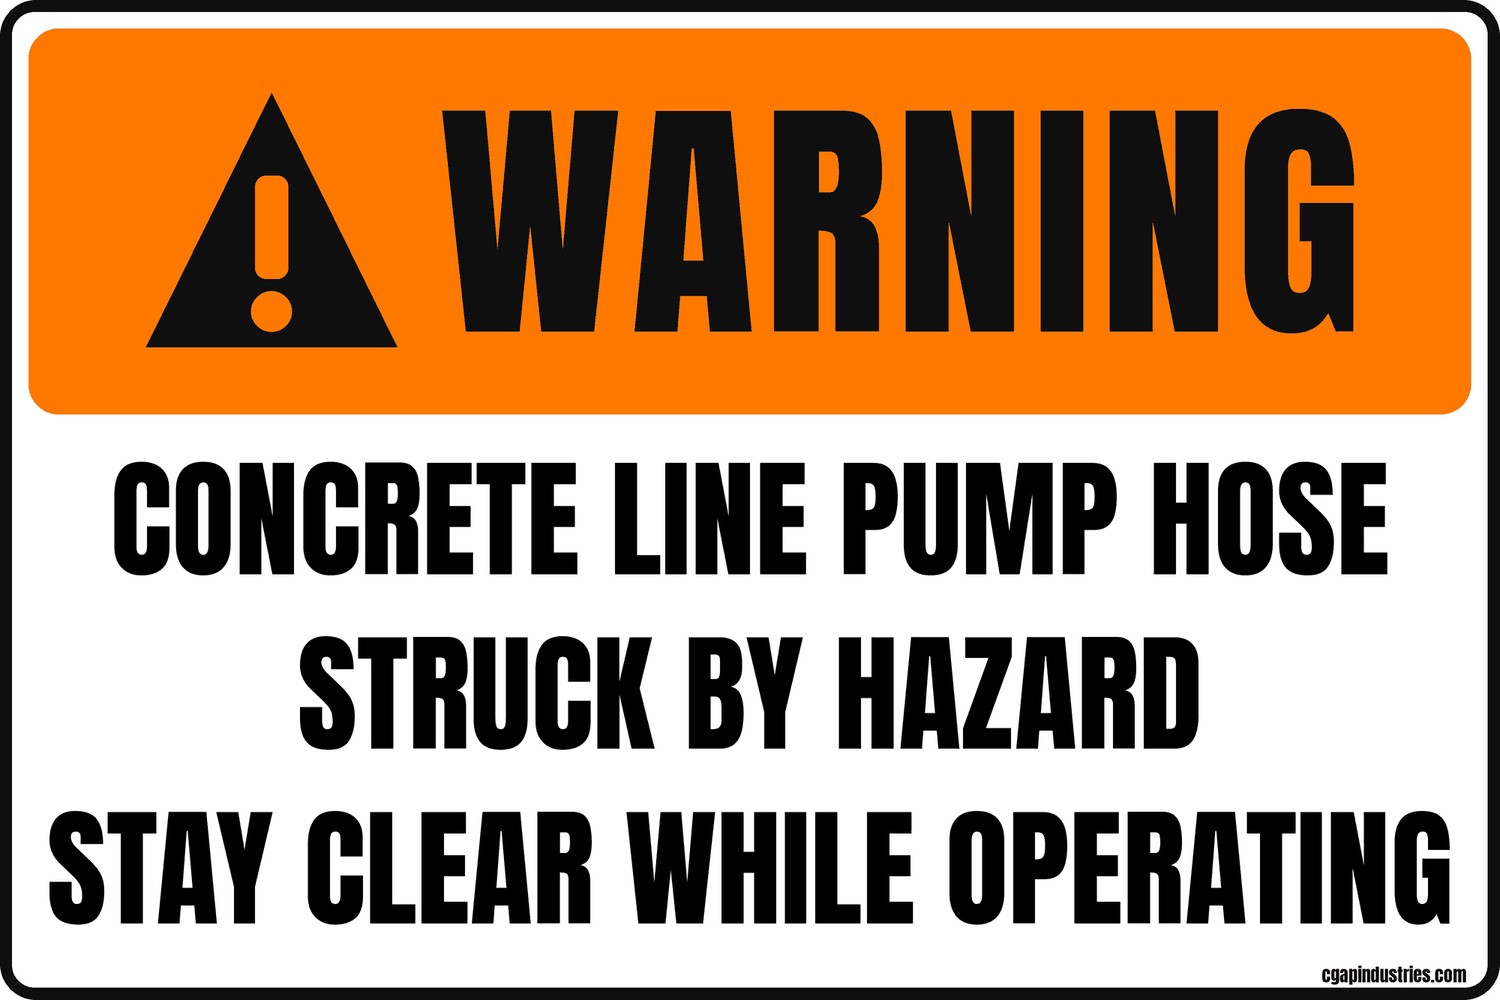 WARNING
CONCRETE LINE PUMP HOSE
STRUCK BY HAZARD
STAY CLEAR WHILE OPERATING
cgapindustries.com